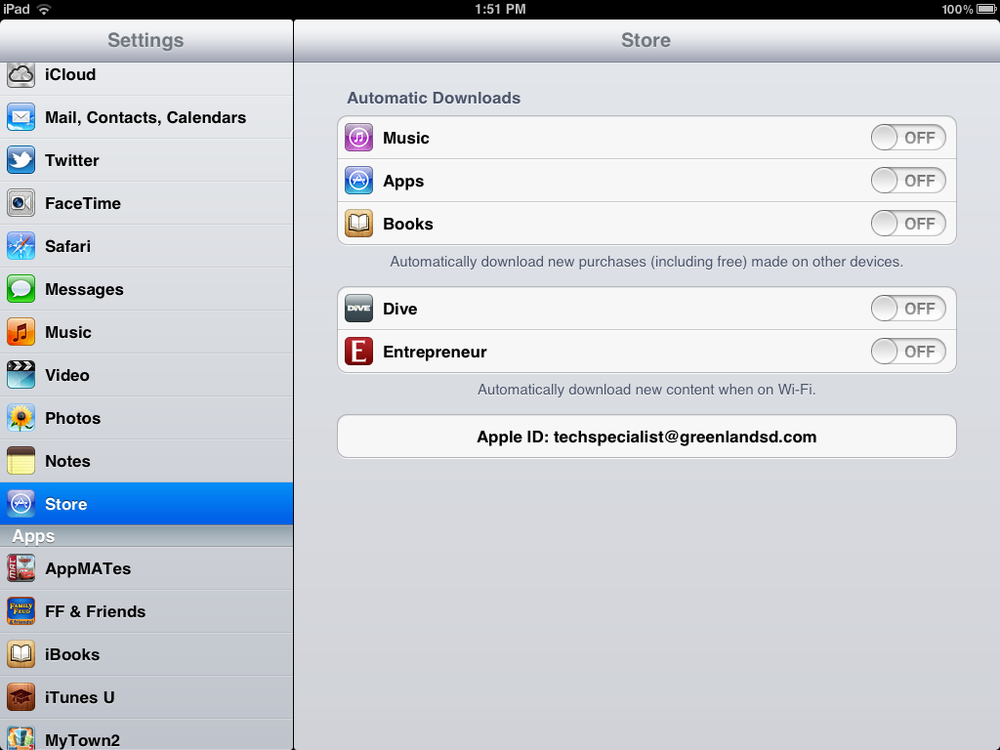 iPad
1:51 PM
100%
Settings
Store
iCloud
Mail, Contacts, Calendars
Twitter
FaceTime
Safari
Messages
Music
Video
Photos
Notes
Store
Apps
AppMATes
FF & Friends
iBooks
iTunes U
MyTown2
Automatic Downloads
Music OFF
Apps OFF
Books OFF
Automatically download new purchases (including free) made on other devices.
DIVE
Dive OFF
E
Entrepreneur OFF
Automatically download new content when on Wi-Fi.
Apple ID: techspecialist@greenlandsd.com